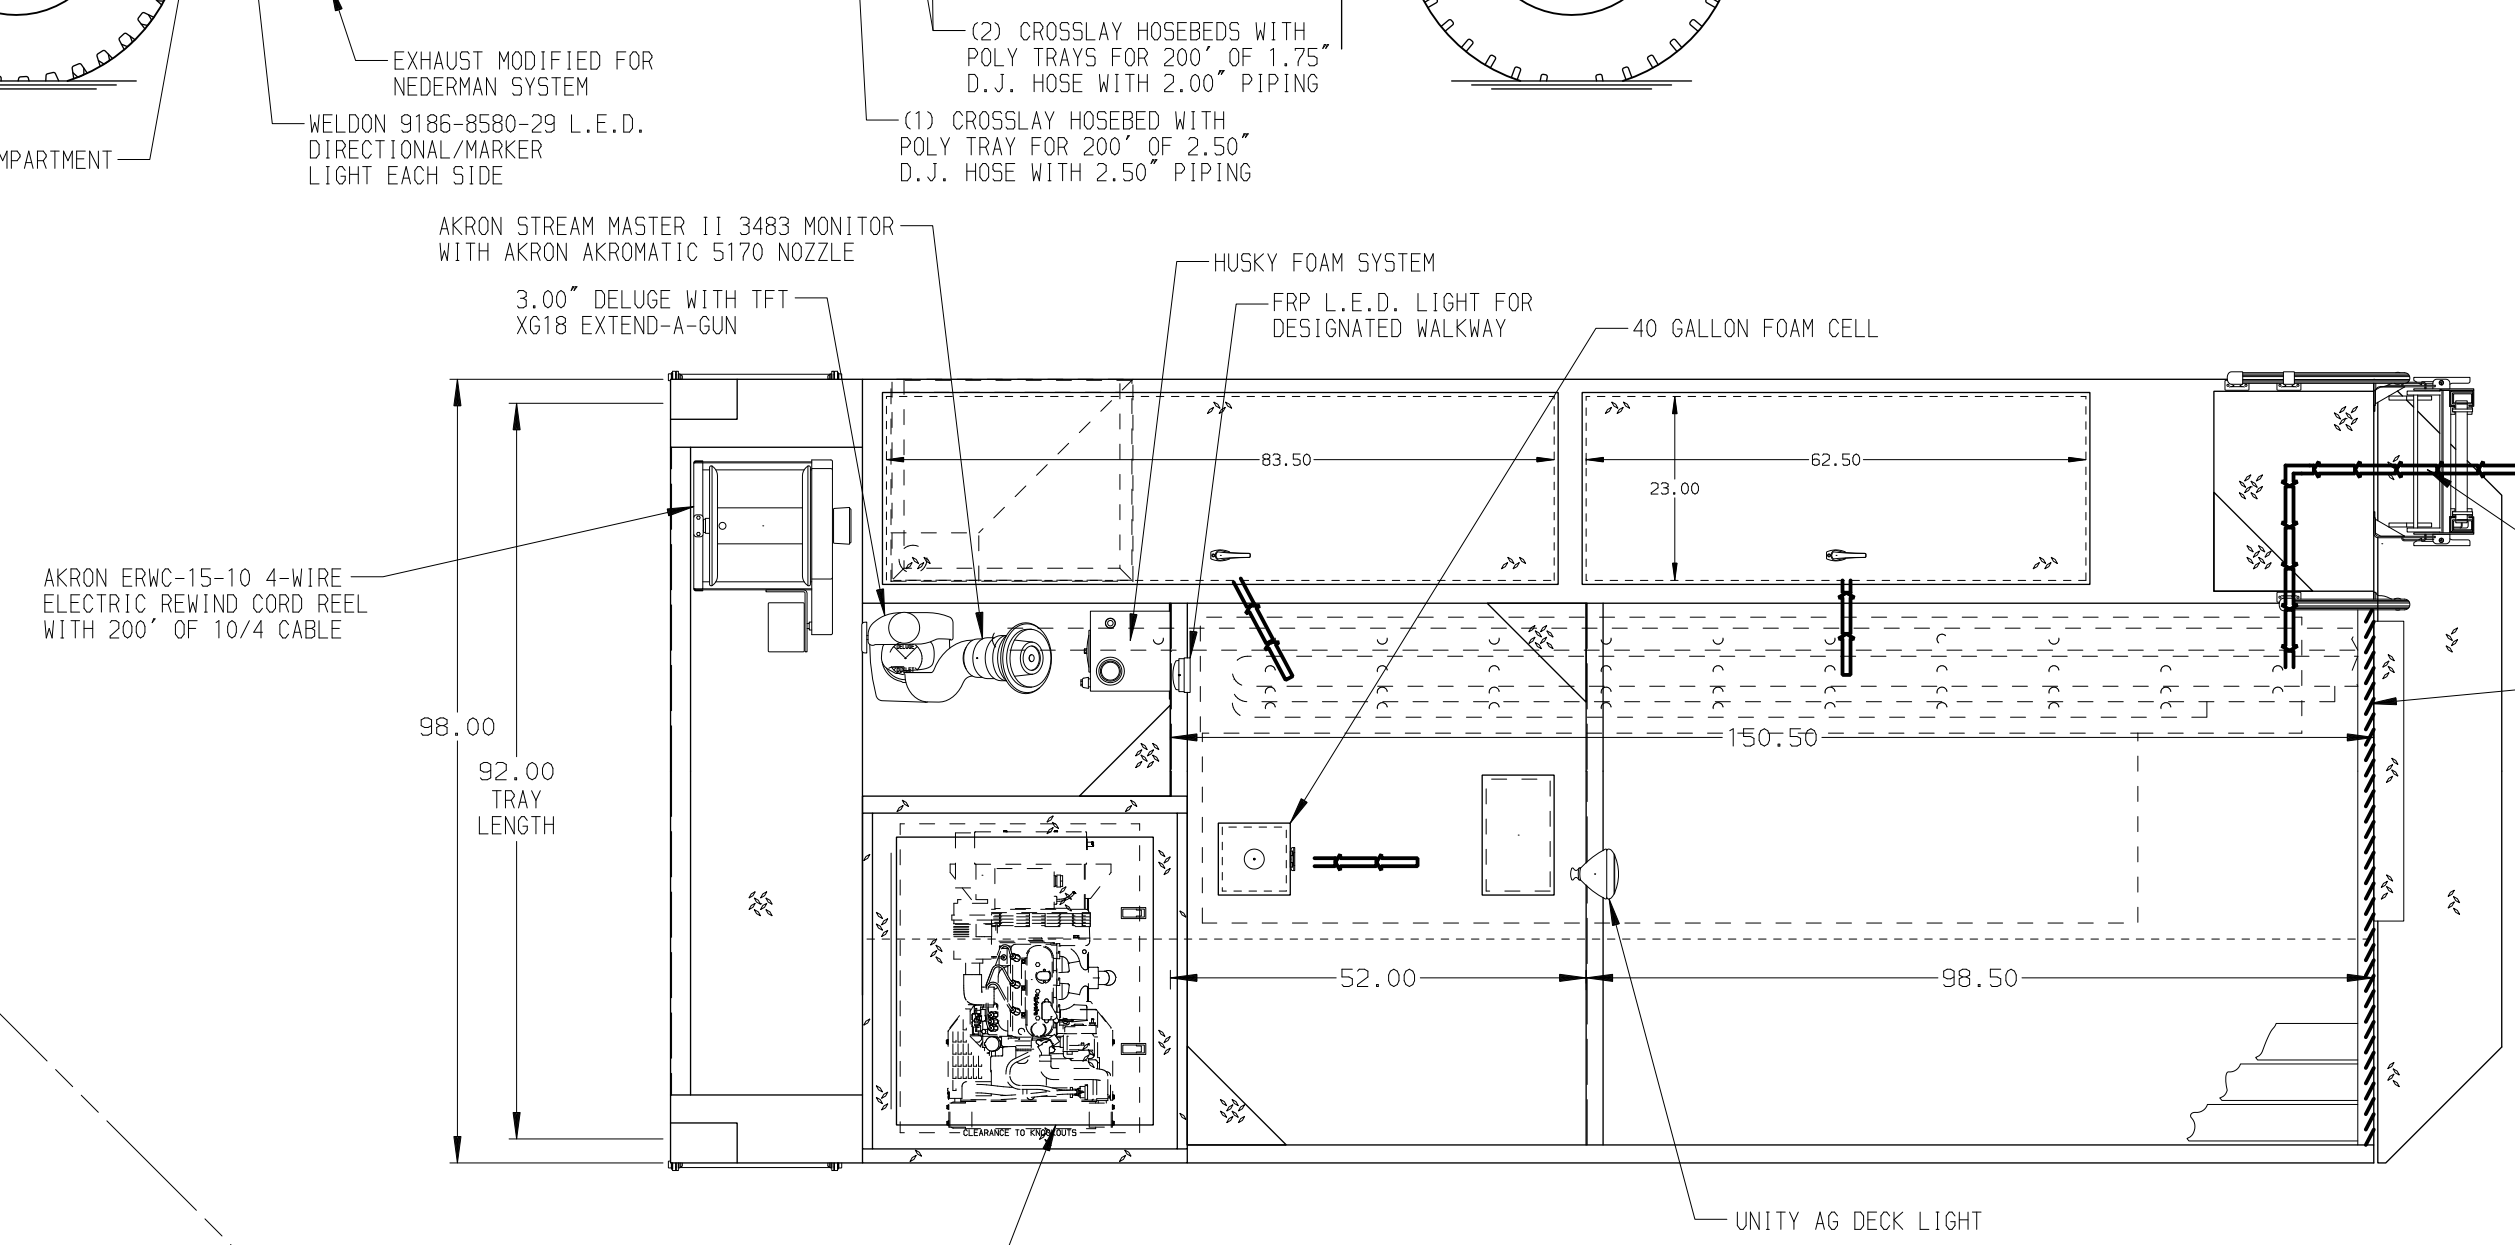 (2) CROSSLAY HOSEBEDS WITH
POLY TRAYS FOR 200' OF 1.75"
D.J. HOSE WITH 2.00" PIPING
EXHAUST MODIFIED FOR
NEDERMAN SYSTEM
(1) CROSSLAY HOSEBED WITH
POLY TRAY FOR 200' OF 2.50"
D.J. HOSE WITH 2.50" PIPING
WELDON 9186-8580-29 L.E.D.
DIRECTIONAL/MARKER
LIGHT EACH SIDE
MPARTMENT
AKRON STREAM MASTER II 3483 MONITOR
WITH AKRON AKROMATIC 5170 NOZZLE
HUSKY FOAM SYSTEM
3.00" DELUGE WITH TFT
XG18 EXTEND-A-GUN
FRP L.E.D. LIGHT FOR
DESIGNATED WALKWAY
40 GALLON FOAM CELL
83.50
62.50
23.00
AKRON ERWC-15-10 4-WIRE
ELECTRIC REWIND CORD REEL
WITH 200' OF 10/4 CABLE
DELUGE
98.00
150.50
92.00
TRAY
LENGTH
52.00
98.50
CLEARANCE TO KNOCKOUTS
UNITY AG DECK LIGHT